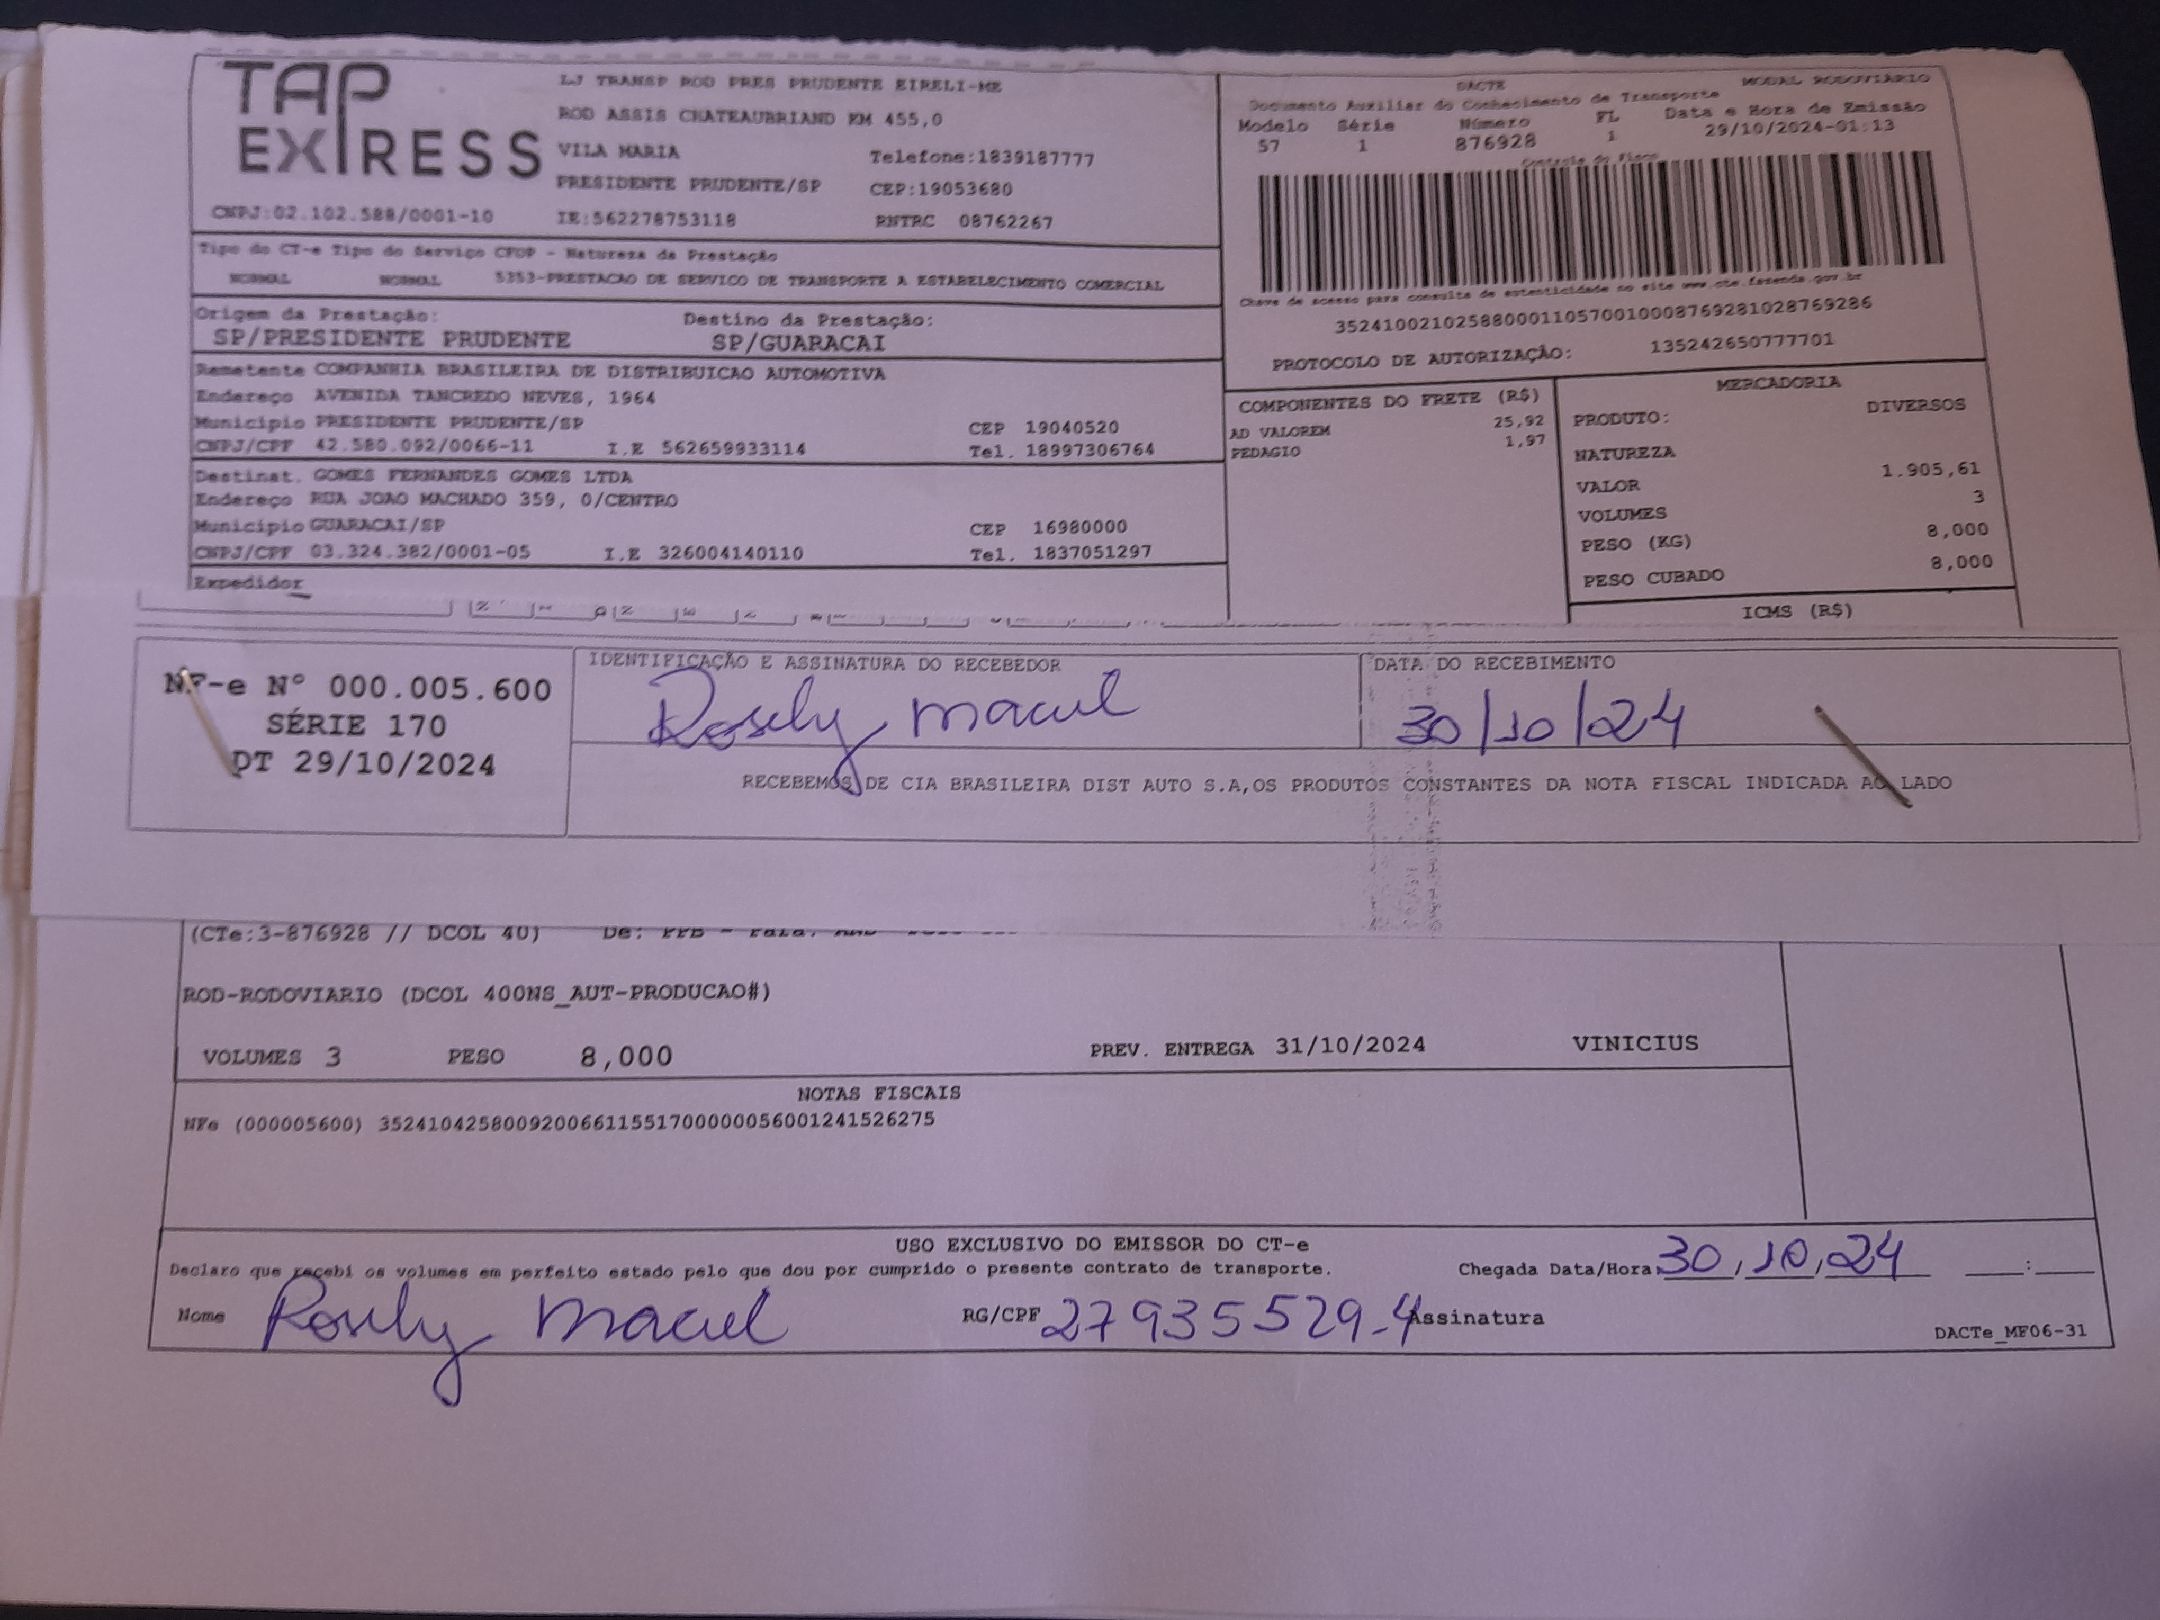 TAP EXPRESS
LJ TRANSP ROD PRES PRUDENTE EIRELI-ME
ROD ASSIS CHATEAUBRIAND KM 455,0
VILA MARIA Telefone:1839187777
PRESIDENTE PRUDENTE/SP CEP:19053680
CNPJ:02.102.588/0001-10 IE:562278753118 RNTRC 08762267
Tipo do CT-e Tipo do Serviço CFOP - Natureza da Prestação
NORMAL NORMAL 5353-PRESTACAO DE SERVICO DE TRANSPORTE A ESTABELECIMENTO COMERCIAL
Origem da Prestação: Destino da Prestação:
SP/PRESIDENTE PRUDENTE SP/GUARACAI
Remetente COMPANHIA BRASILEIRA DE DISTRIBUICAO AUTOMOTIVA
Endereço AVENIDA TANCREDO NEVES, 1964
Município PRESIDENTE PRUDENTE/SP CEP 19040520
CNPJ/CPF 42.580.092/0066-11 I.E 562659933114 Tel. 18997306764
Destinat. GOMES FERNANDES GOMES LTDA
Endereço RUA JOAO MACHADO 359, 0/CENTRO
Município GUARACAI/SP CEP 16980000
CNPJ/CPF 03.324.382/0001-05 I.E 326004140110 Tel. 1837051297
Expedidor
DACTE MODAL RODOVIÁRIO
Documento Auxiliar do Conhecimento de Transporte
Modelo Série Número FL Data e Hora de Emissão
57 1 876928 1 29/10/2024-01:13
Controle do Fisco
Chave de acesso para consulta de autenticidade no site www.cte.fazenda.gov.br
35241002102588000110570010008769281028769286
PROTOCOLO DE AUTORIZAÇÃO: 135242650777701
COMPONENTES DO FRETE (R$)
AD VALOREM 25,92
PEDAGIO 1,97
MERCADORIA
PRODUTO: DIVERSOS
NATUREZA
VALOR 1.905,61
VOLUMES 3
PESO (KG) 8,000
PESO CUBADO 8,000
ICMS (R$)
NF-e Nº 000.005.600
SÉRIE 170
DT 29/10/2024
IDENTIFICAÇÃO E ASSINATURA DO RECEBEDOR
Rosely Macul
DATA DO RECEBIMENTO
30/10/24
RECEBEMOS DE CIA BRASILEIRA DIST AUTO S.A,OS PRODUTOS CONSTANTES DA NOTA FISCAL INDICADA AO LADO
(CTe:3-876928 // DCOL 40)
ROD-RODOVIARIO (DCOL 400NS_AUT-PRODUCAO#)
VOLUMES 3 PESO 8,000 PREV. ENTREGA 31/10/2024 VINICIUS
NOTAS FISCAIS
NFe (000005600) 35241042580092006611551700000056001241526275
USO EXCLUSIVO DO EMISSOR DO CT-e
Declaro que recebi os volumes em perfeito estado pelo que dou por cumprido o presente contrato de transporte. Chegada Data/Hora 30,10,24 :
Nome Rosely Macul RG/CPF 27935529-4 Assinatura
DACTe_MF06-31